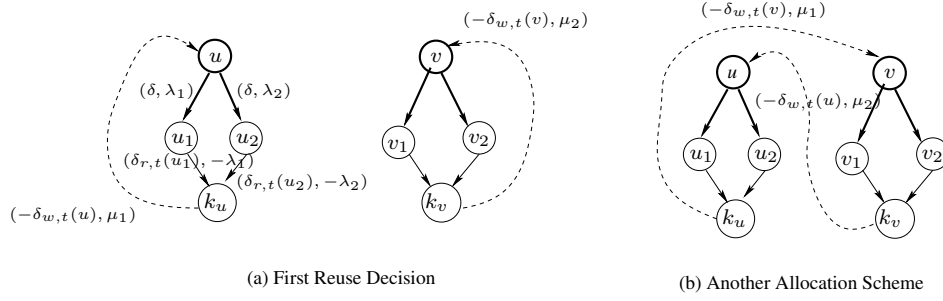 (−δ_{w,t}(v), μ_2)
(−δ_{w,t}(v), μ_1)
u
v
u
v
(δ, λ_1)
(δ, λ_2)
(−δ_{w,t}(u), μ_2)
u_1
u_2
v_1
v_2
u_1
u_2
v_1
v_2
(δ_{r,t}(u_1), −λ_1)
(δ_{r,t}(u_2), −λ_2)
k_u
k_v
(−δ_{w,t}(u), μ_1)
k_u
k_v
(a) First Reuse Decision
(b) Another Allocation Scheme